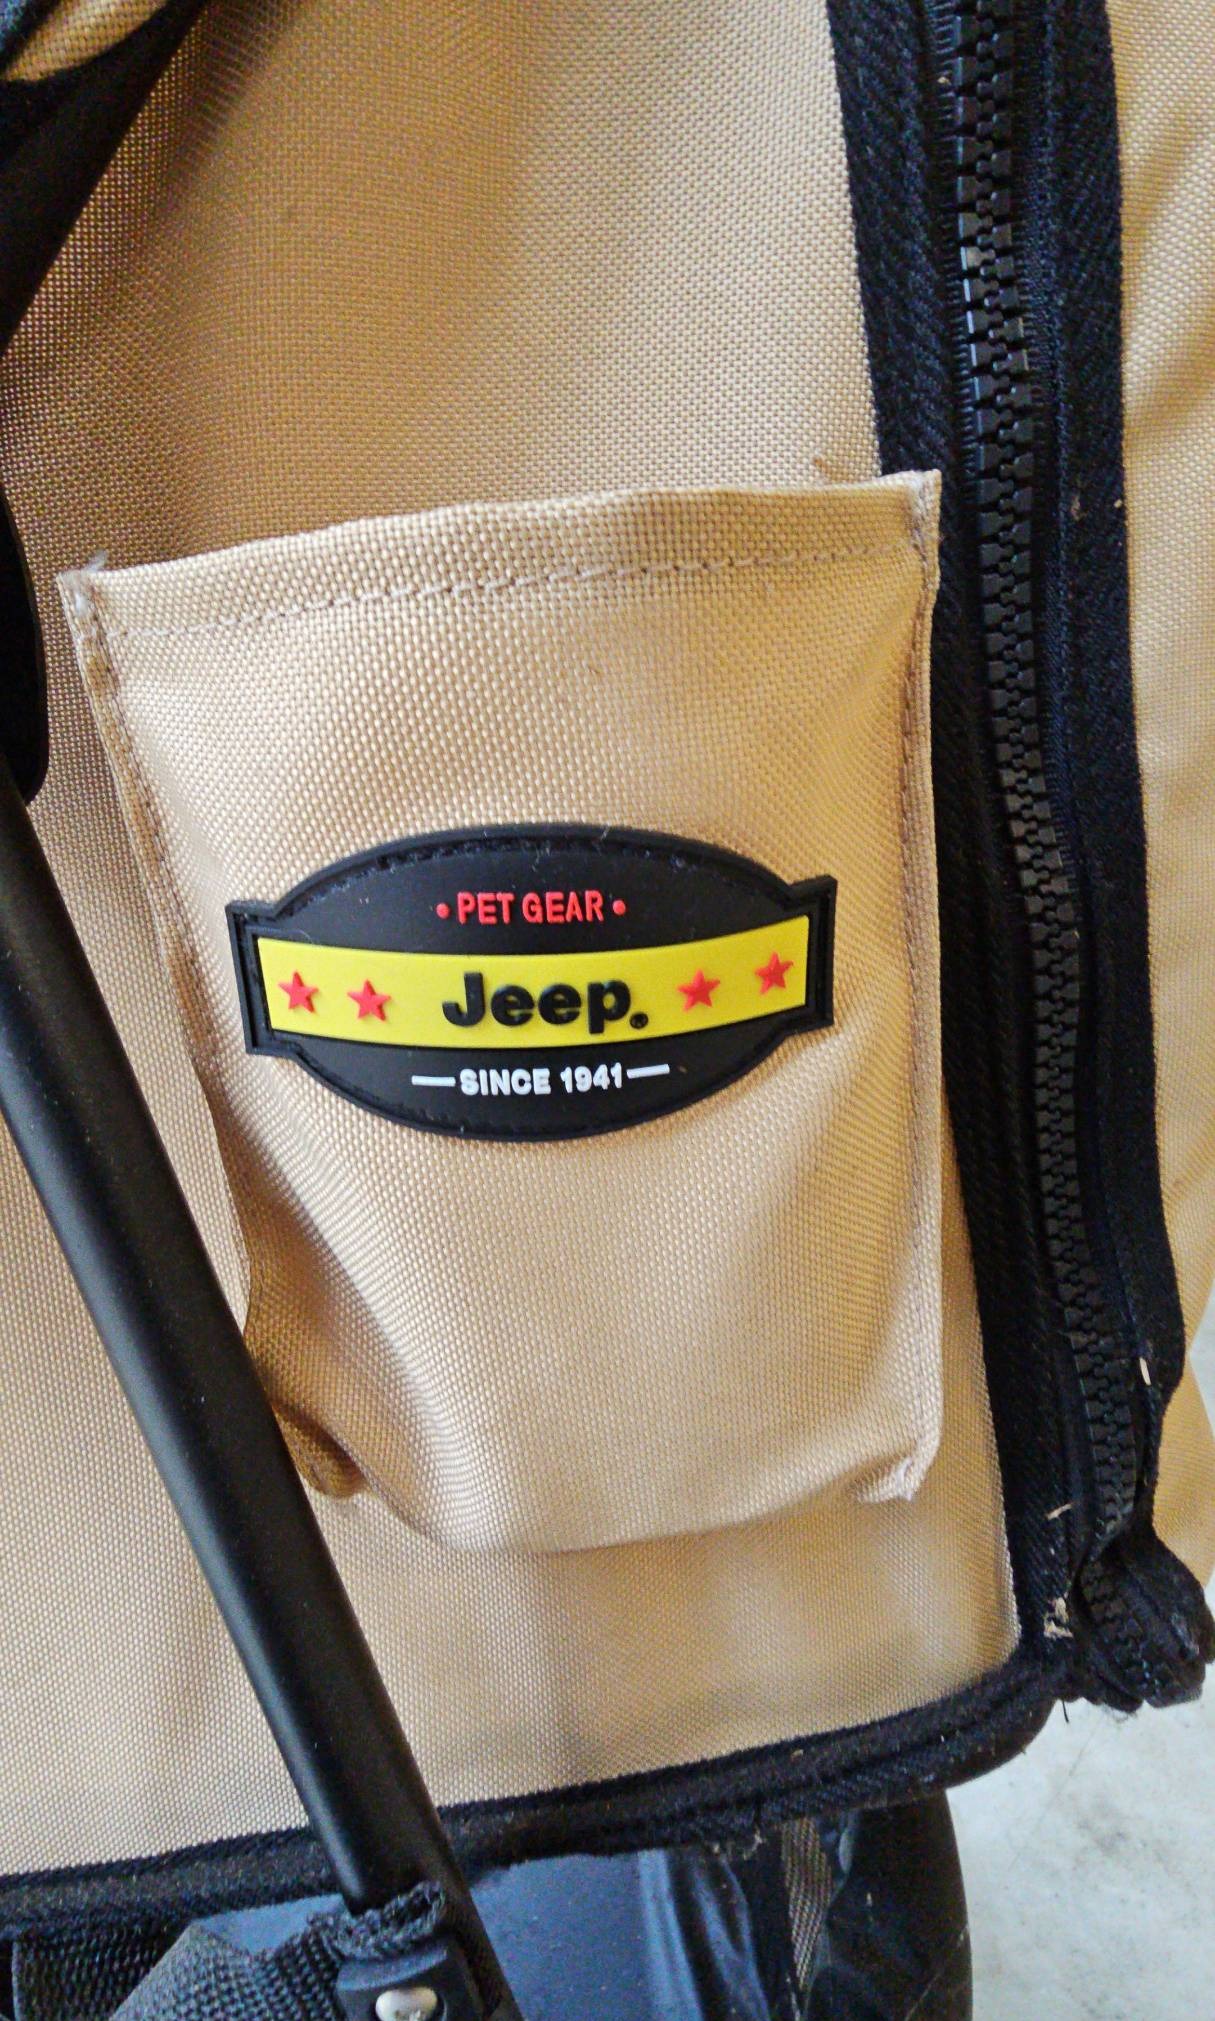 • PET GEAR •
Jeep®
—SINCE 1941—